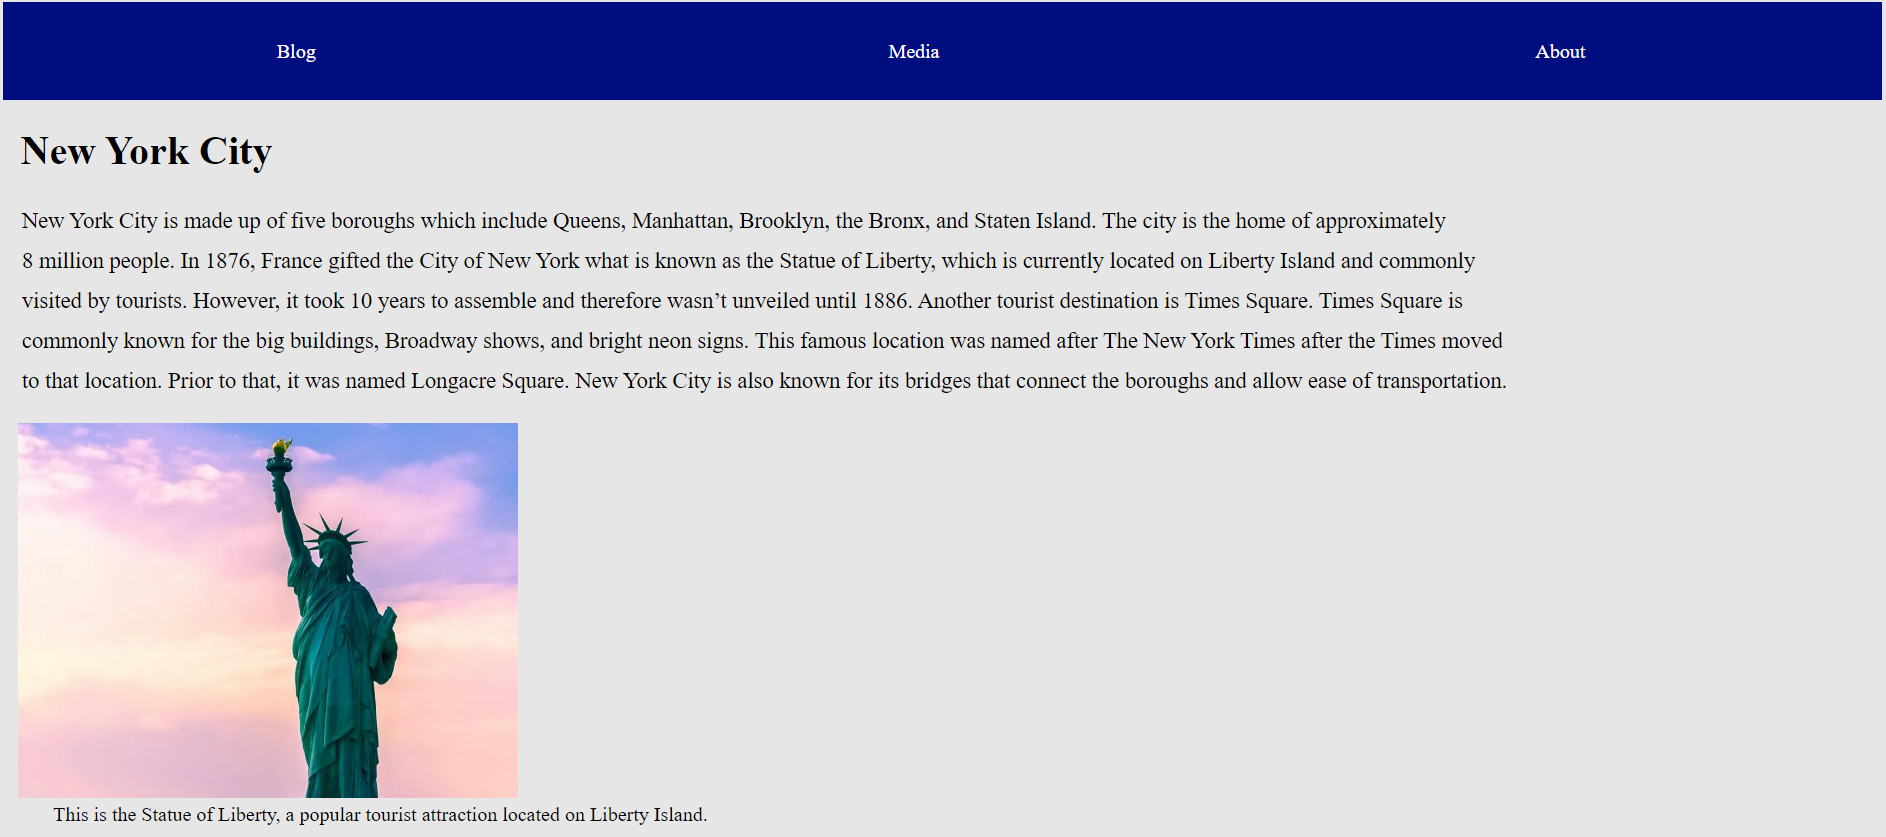 Blog Media About
New York City
New York City is made up of five boroughs which include Queens, Manhattan, Brooklyn, the Bronx, and Staten Island. The city is the home of approximately
8 million people. In 1876, France gifted the City of New York what is known as the Statue of Liberty, which is currently located on Liberty Island and commonly
visited by tourists. However, it took 10 years to assemble and therefore wasn’t unveiled until 1886. Another tourist destination is Times Square. Times Square is
commonly known for the big buildings, Broadway shows, and bright neon signs. This famous location was named after The New York Times after the Times moved
to that location. Prior to that, it was named Longacre Square. New York City is also known for its bridges that connect the boroughs and allow ease of transportation.
This is the Statue of Liberty, a popular tourist attraction located on Liberty Island.